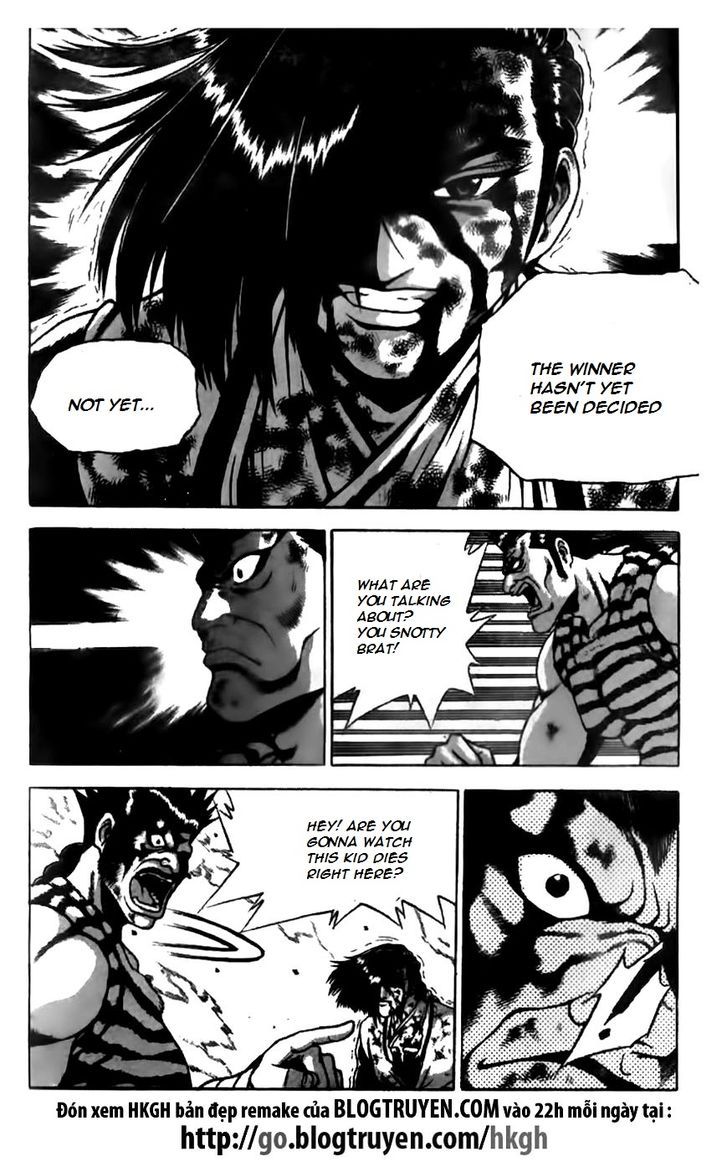 NOT YET...
THE WINNER
HASN'T YET
BEEN DECIDED
WHAT ARE
YOU TALKING
ABOUT?
YOU SNOTTY
BRAT!
HEY! ARE YOU
GONNA WATCH
THIS KID DIES
RIGHT HERE?
!
Đón xem HKGH bản đẹp remake của BLOGTRUYEN.COM vào 22h mỗi ngày tại :
http://go.blogtruyen.com/hkgh